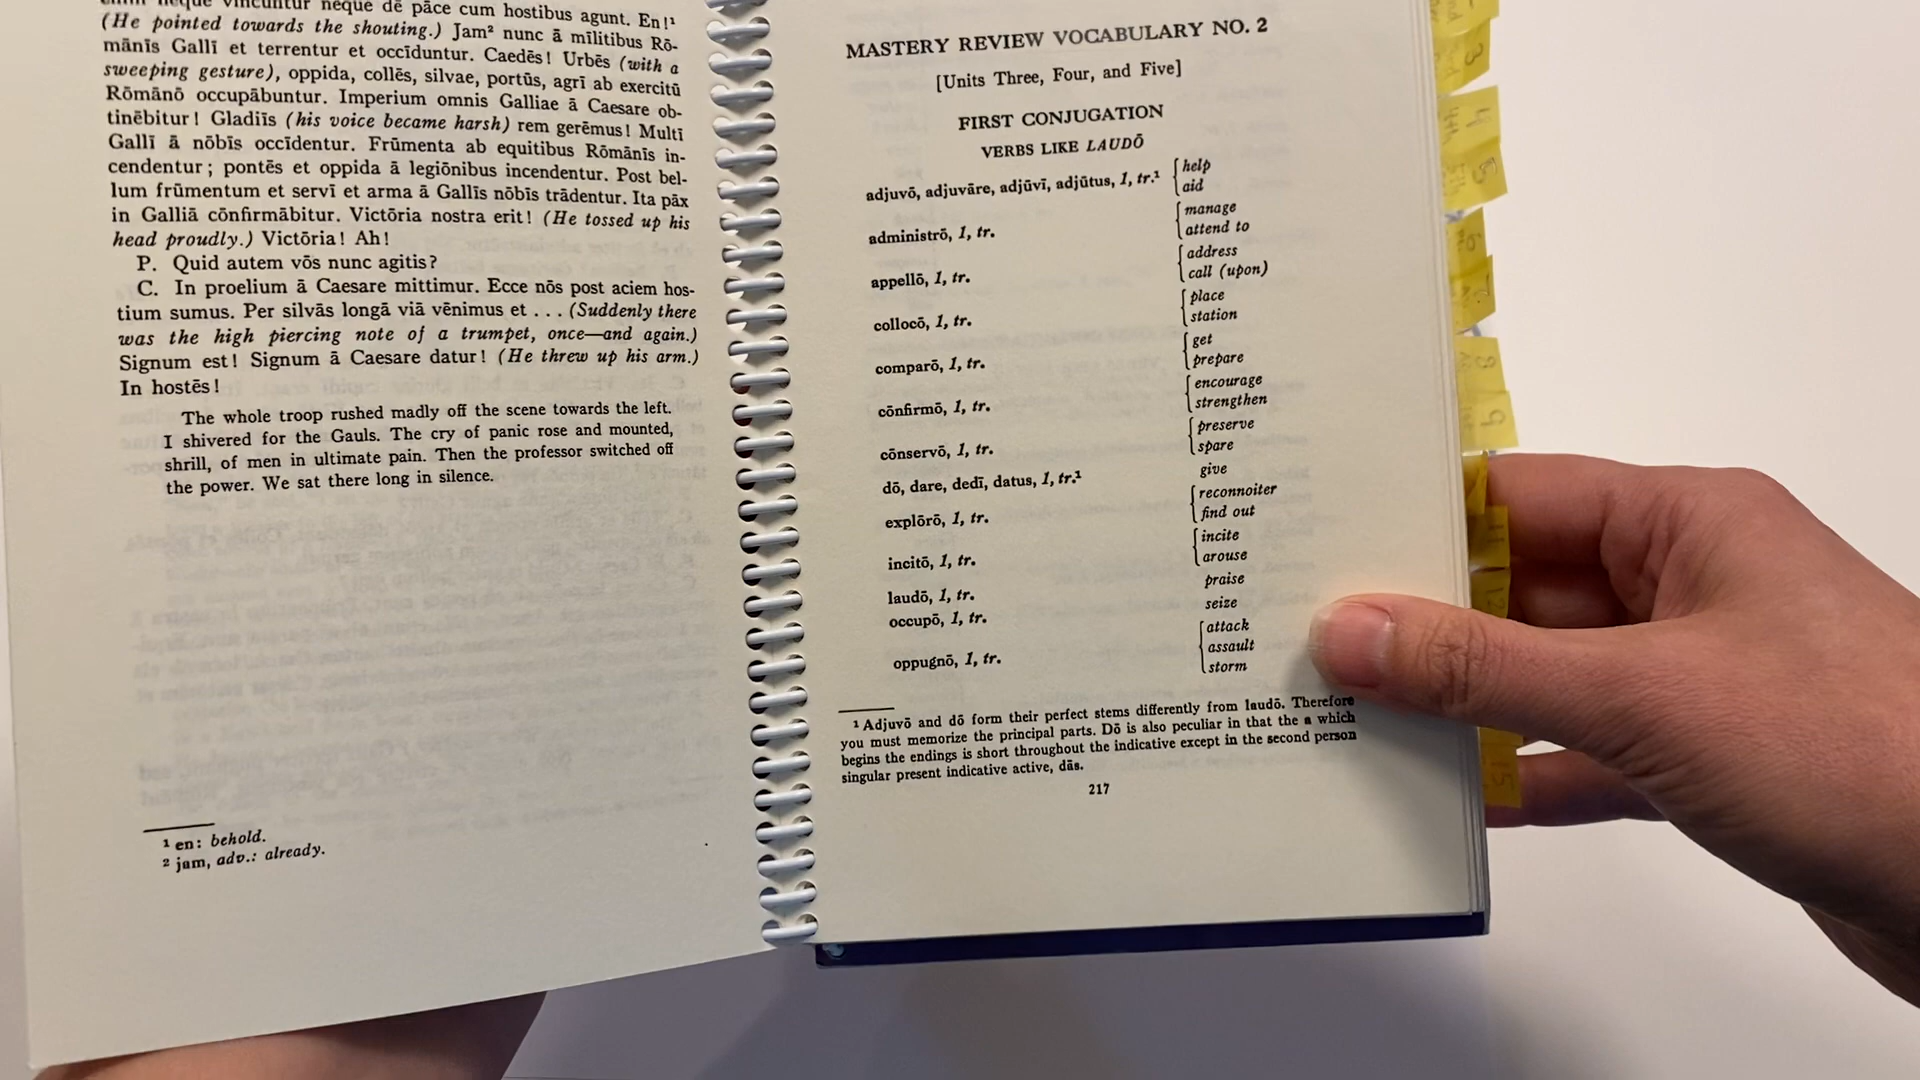 neque vincuntur neque dē pāce cum hostibus agunt. En!¹
(He pointed towards the shouting.) Jam² nunc ā mīlitibus Rō-
mānīs Gallī et terrentur et occīduntur. Caedēs! Urbēs (with a
sweeping gesture), oppida, collēs, silvae, portūs, agrī ab exercitū
Rōmānō occupābuntur. Imperium omnis Galliae ā Caesare ob-
tinēbitur! Gladiīs (his voice became harsh) rem gerēmus! Multī
Gallī ā nōbīs occīdentur. Frūmenta ab equitibus Rōmānīs in-
cendentur; pontēs et oppida ā legiōnibus incendentur. Post bel-
lum frūmentum et servī et arma ā Gallīs nōbīs trādentur. Ita pāx
in Galliā cōnfirmābitur. Victōria nostra erit! (He tossed up his
head proudly.) Victōria! Ah!
P. Quid autem vōs nunc agitis?
C. In proelium ā Caesare mittimur. Ecce nōs post aciem hos-
tium sumus. Per silvās longā viā vēnimus et . . . (Suddenly there
was the high piercing note of a trumpet, once—and again.)
Signum est! Signum ā Caesare datur! (He threw up his arm.)
In hostēs!
The whole troop rushed madly off the scene towards the left.
I shivered for the Gauls. The cry of panic rose and mounted,
shrill, of men in ultimate pain. Then the professor switched off
the power. We sat there long in silence.
¹ en: behold.
² jam, adv.: already.
MASTERY REVIEW VOCABULARY NO. 2
[Units Three, Four, and Five]
FIRST CONJUGATION
VERBS LIKE LAUDŌ
adjuvō, adjuvāre, adjūvī, adjūtus, 1, tr.¹ help
aid
administrō, 1, tr. manage
attend to
appellō, 1, tr. address
call (upon)
collocō, 1, tr. place
station
comparō, 1, tr. get
prepare
cōnfirmō, 1, tr. encourage
strengthen
cōnservō, 1, tr. preserve
spare
dō, dare, dedī, datus, 1, tr.¹ give
explōrō, 1, tr. reconnoiter
find out
incitō, 1, tr. incite
arouse
laudō, 1, tr. praise
occupō, 1, tr. seize
oppugnō, 1, tr. attack
assault
storm
¹ Adjuvō and dō form their perfect stems differently from laudō. Therefore
you must memorize the principal parts. Dō is also peculiar in that the a which
begins the endings is short throughout the indicative except in the second person
singular present indicative active, dās.
217
3
4
5
6
7
8
9
12
15